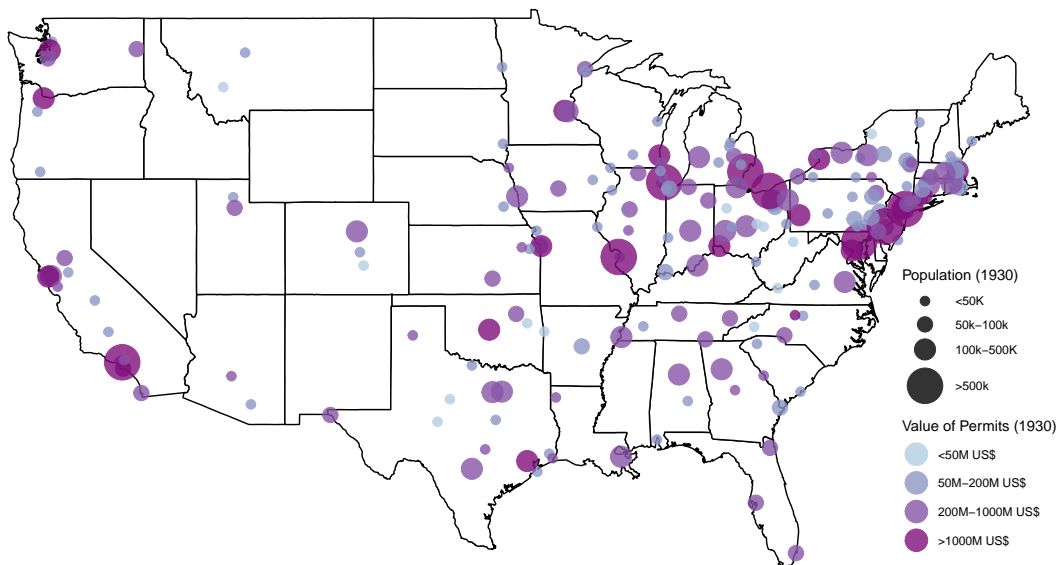 Population (1930)
<50K
50k−100k
100k−500K
>500k
Value of Permits (1930)
<50M US$
50M−200M US$
200M−1000M US$
>1000M US$